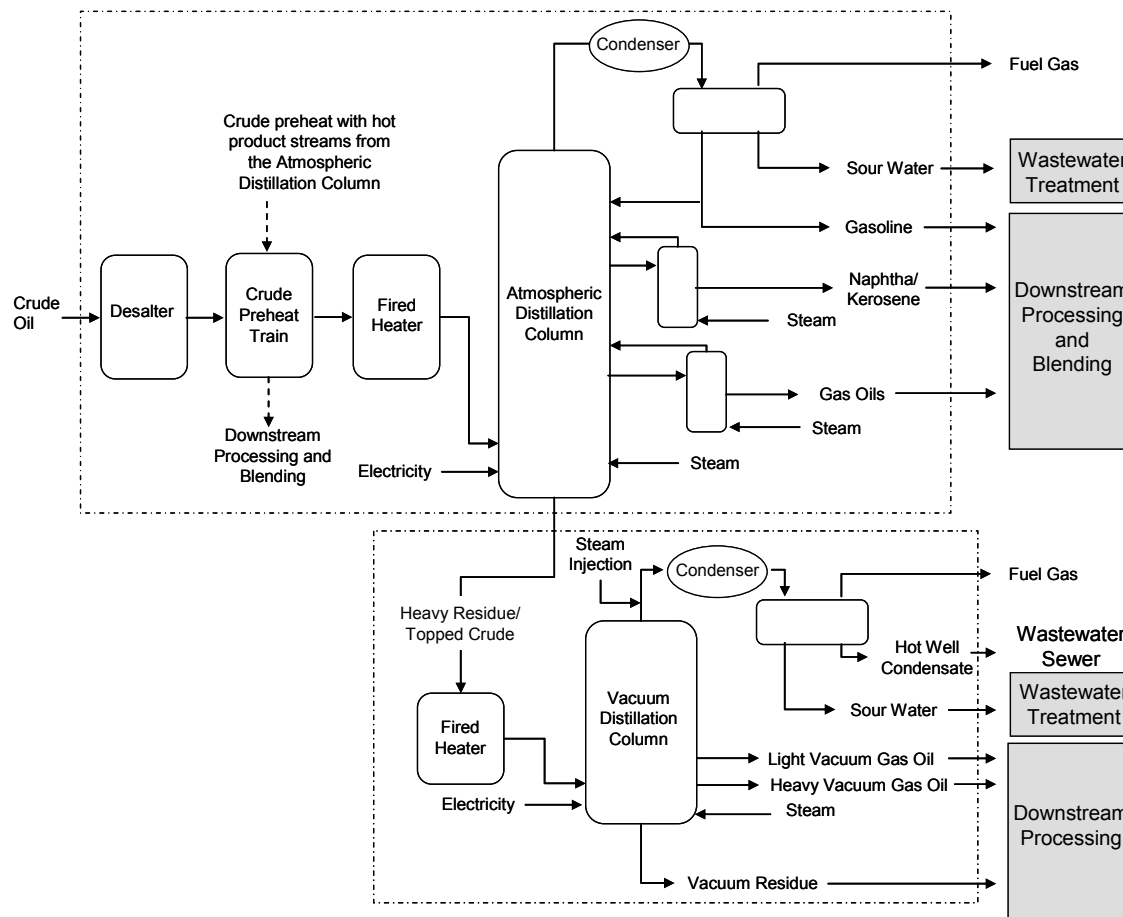 Condenser
Fuel Gas
Crude preheat with hot
product streams from
the Atmospheric
Distillation Column
Sour Water
Wastewater
Treatment
Gasoline
Crude
Oil
Desalter
Crude
Preheat
Train
Fired
Heater
Atmospheric
Distillation
Column
Naphtha/
Kerosene
Steam
Downstream
Processing
and
Blending
Gas Oils
Steam
Downstream
Processing and
Blending
Electricity
Steam
Steam
Injection
Condenser
Fuel Gas
Heavy Residue/
Topped Crude
Hot Well
Condensate
Wastewater
Sewer
Vacuum
Distillation
Column
Sour Water
Wastewater
Treatment
Fired
Heater
Light Vacuum Gas Oil
Heavy Vacuum Gas Oil
Electricity
Steam
Downstream
Processing
Vacuum Residue